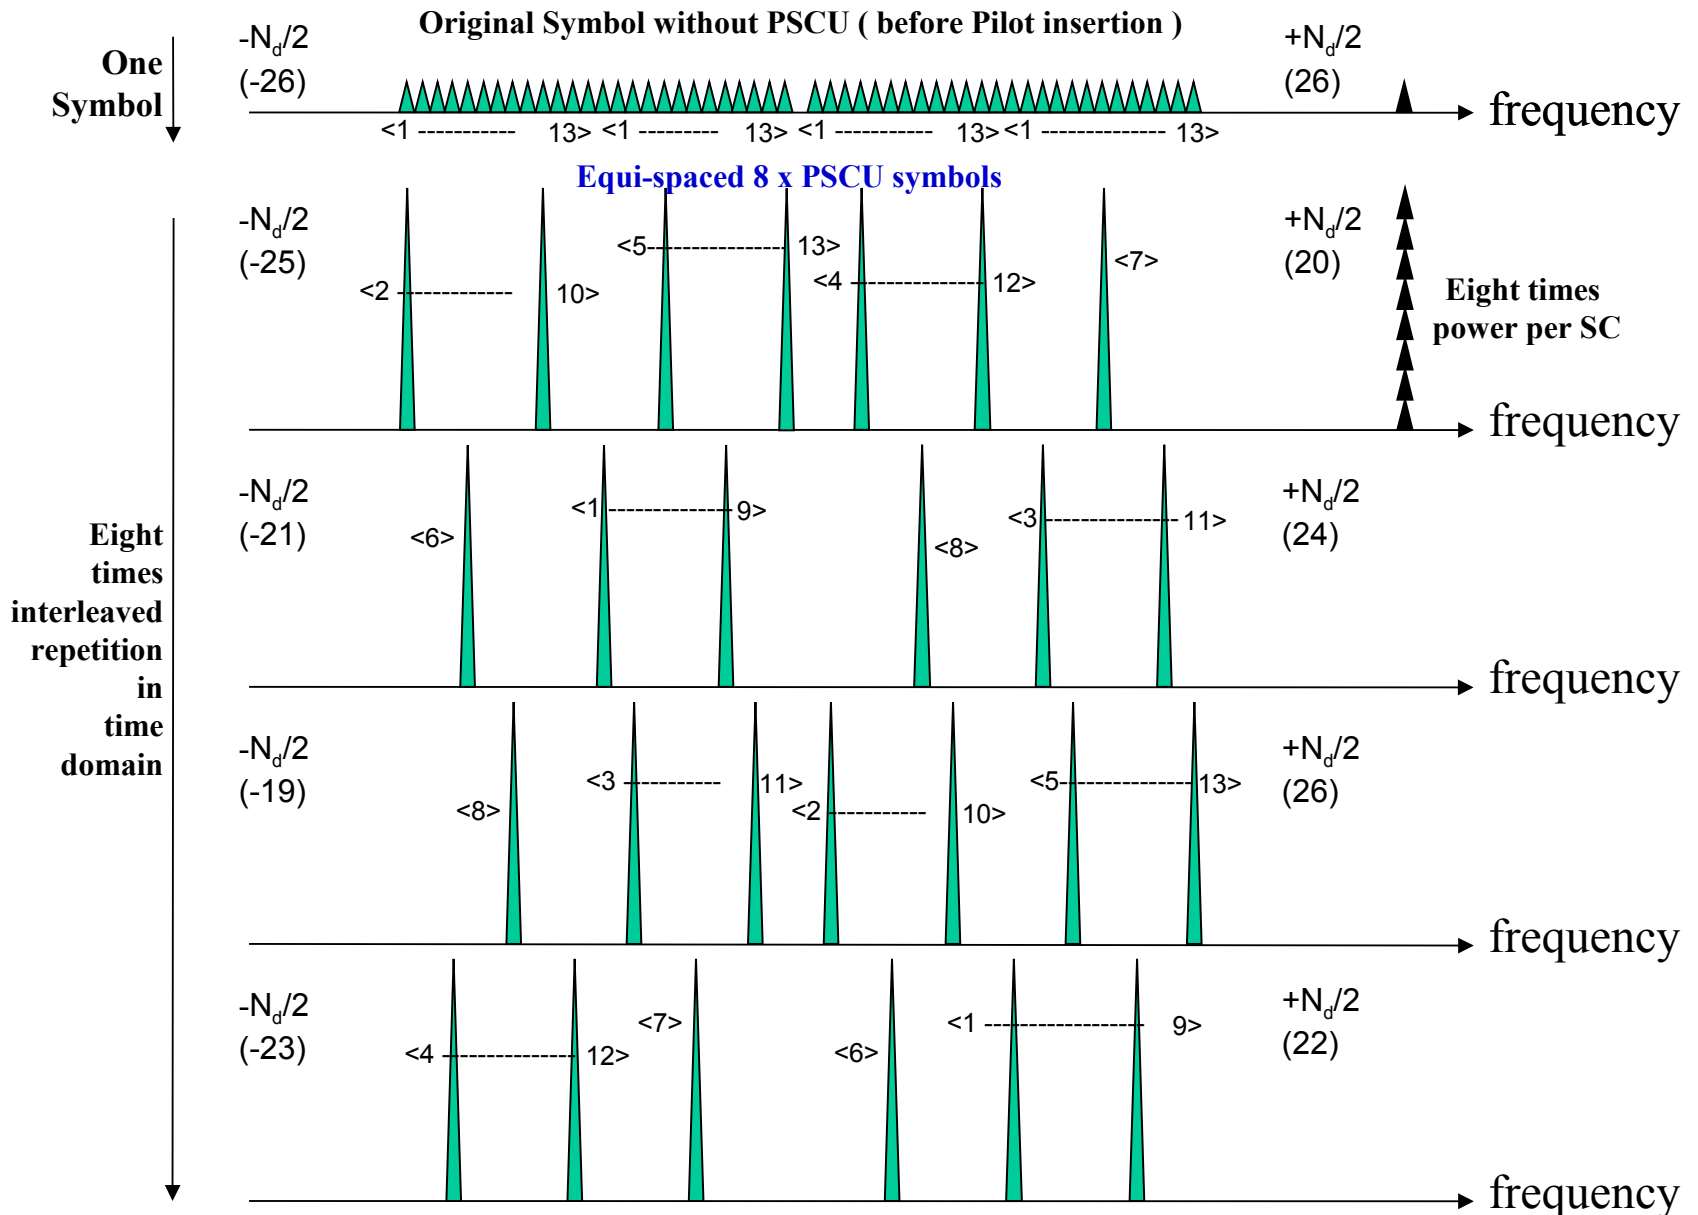 Original Symbol without PSCU ( before Pilot insertion )
One
Symbol
-Nd/2
(-26)
+Nd/2
(26)
frequency
<1 ------------ 13> <1 ---------- 13> <1 ------------- 13> <1 ---------------- 13>
Equi-spaced 8 x PSCU symbols
-Nd/2
(-25)
<2 ------------- 10>
<5---------------- 13>
<4 ---------------- 12>
<7>
+Nd/2
(20)
Eight times
power per SC
frequency
Eight
times
interleaved
repetition
in
time
domain
-Nd/2
(-21)
<6>
<1 --------------- 9>
<8>
<3 ---------------- 11>
+Nd/2
(24)
frequency
-Nd/2
(-19)
<8>
<3 ------------ 11>
<2 ------------ 10>
<5 ---------------- 13>
+Nd/2
(26)
frequency
-Nd/2
(-23)
<4 ---------------- 12>
<7>
<6>
<1 -------------------- 9>
+Nd/2
(22)
frequency